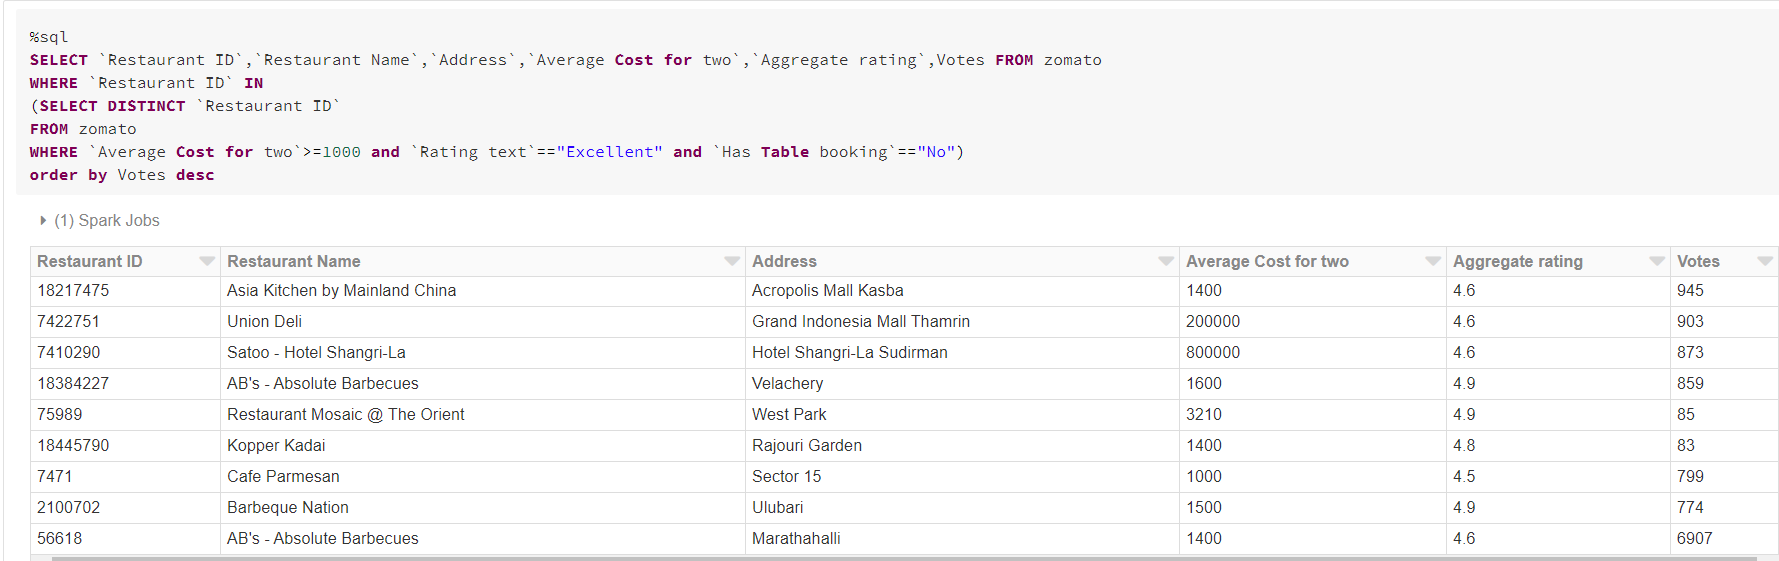 %sql
SELECT `Restaurant ID`,`Restaurant Name`,`Address`,`Average Cost for two`,`Aggregate rating`,Votes FROM zomato
WHERE `Restaurant ID` IN
(SELECT DISTINCT `Restaurant ID`
FROM zomato
WHERE `Average Cost for two`>=1000 and `Rating text`=="Excellent" and `Has Table booking`=="No")
order by Votes desc
(1) Spark Jobs
Restaurant ID Restaurant Name Address Average Cost for two Aggregate rating Votes
18217475 Asia Kitchen by Mainland China Acropolis Mall Kasba 1400 4.6 945
7422751 Union Deli Grand Indonesia Mall Thamrin 200000 4.6 903
7410290 Satoo - Hotel Shangri-La Hotel Shangri-La Sudirman 800000 4.6 873
18384227 AB's - Absolute Barbecues Velachery 1600 4.9 859
75989 Restaurant Mosaic @ The Orient West Park 3210 4.9 85
18445790 Kopper Kadai Rajouri Garden 1400 4.8 83
7471 Cafe Parmesan Sector 15 1000 4.5 799
2100702 Barbeque Nation Ulubari 1500 4.9 774
56618 AB's - Absolute Barbecues Marathahalli 1400 4.6 6907